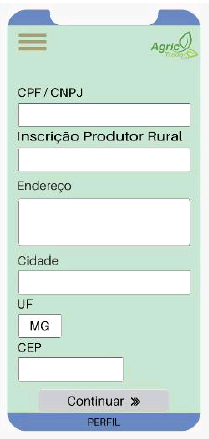 Agric
CPF / CNPJ
Inscrição Produtor Rural
Endereço
Cidade
UF
MG
CEP
Continuar »
PERFIL